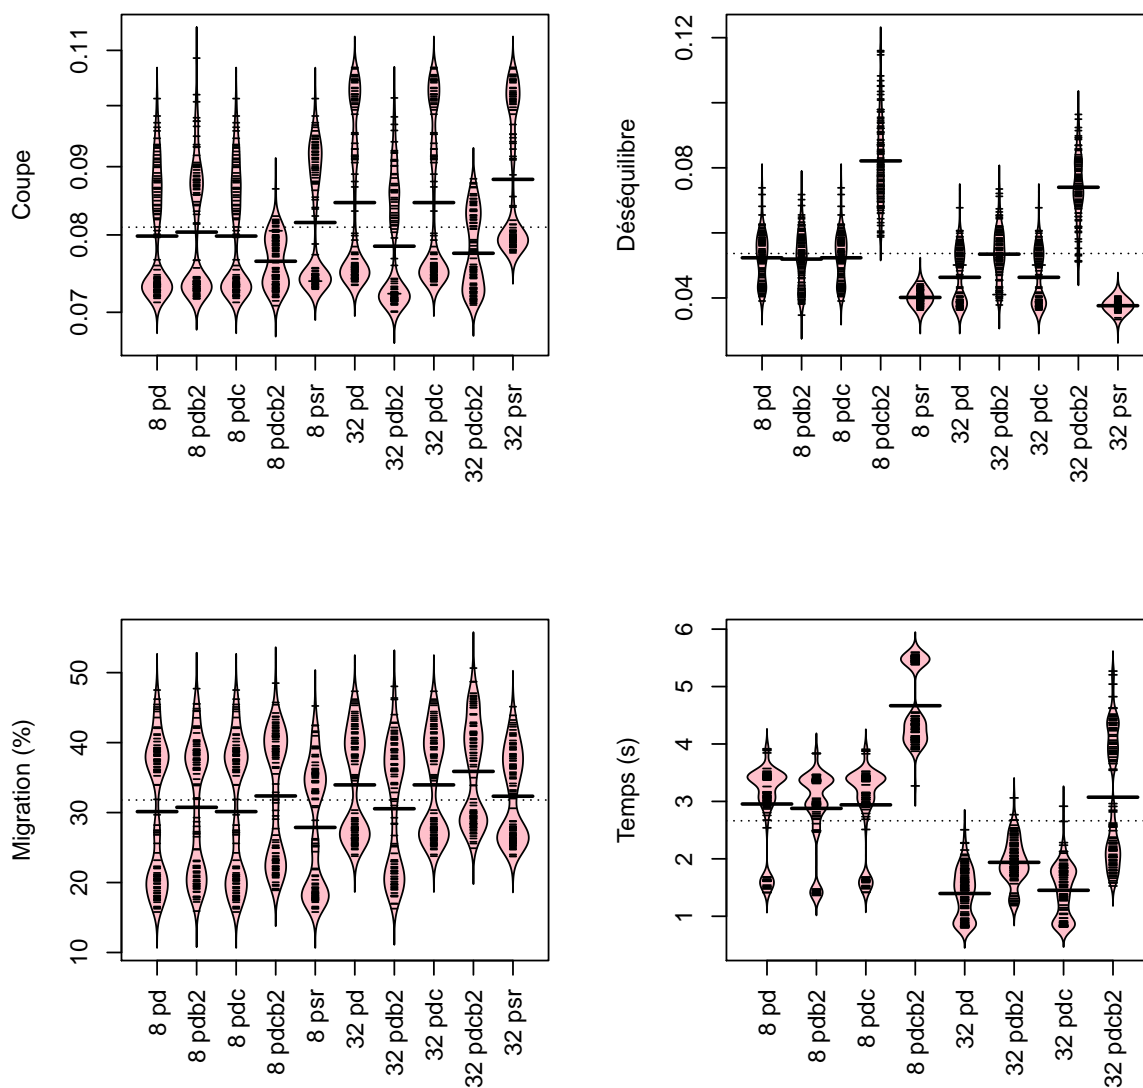 Coupe
0.07
0.08
0.09
0.11
8 pd
8 pdb2
8 pdc
8 pdcb2
8 psr
32 pd
32 pdb2
32 pdc
32 pdcb2
32 psr
Déséquilibre
0.04
0.08
0.12
8 pd
8 pdb2
8 pdc
8 pdcb2
8 psr
32 pd
32 pdb2
32 pdc
32 pdcb2
32 psr
Migration (%)
10
20
30
40
50
8 pd
8 pdb2
8 pdc
8 pdcb2
8 psr
32 pd
32 pdb2
32 pdc
32 pdcb2
32 psr
Temps (s)
1
2
3
4
5
6
8 pd
8 pdb2
8 pdc
8 pdcb2
32 pd
32 pdb2
32 pdc
32 pdcb2